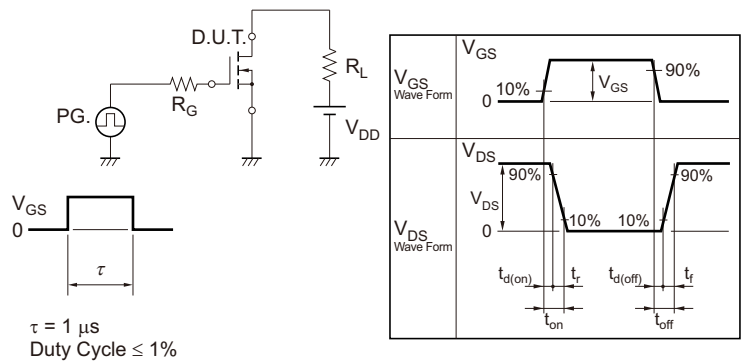 D.U.T.
R_L
R_G
PG.
V_DD
V_GS
0
τ
τ = 1 μs
Duty Cycle ≤ 1%
V_GS
Wave Form
V_GS
10%
V_GS
90%
0
V_DS
Wave Form
V_DS
90%
90%
V_DS
10% 10%
0
t_d(on) t_r t_d(off) t_f
t_on t_off